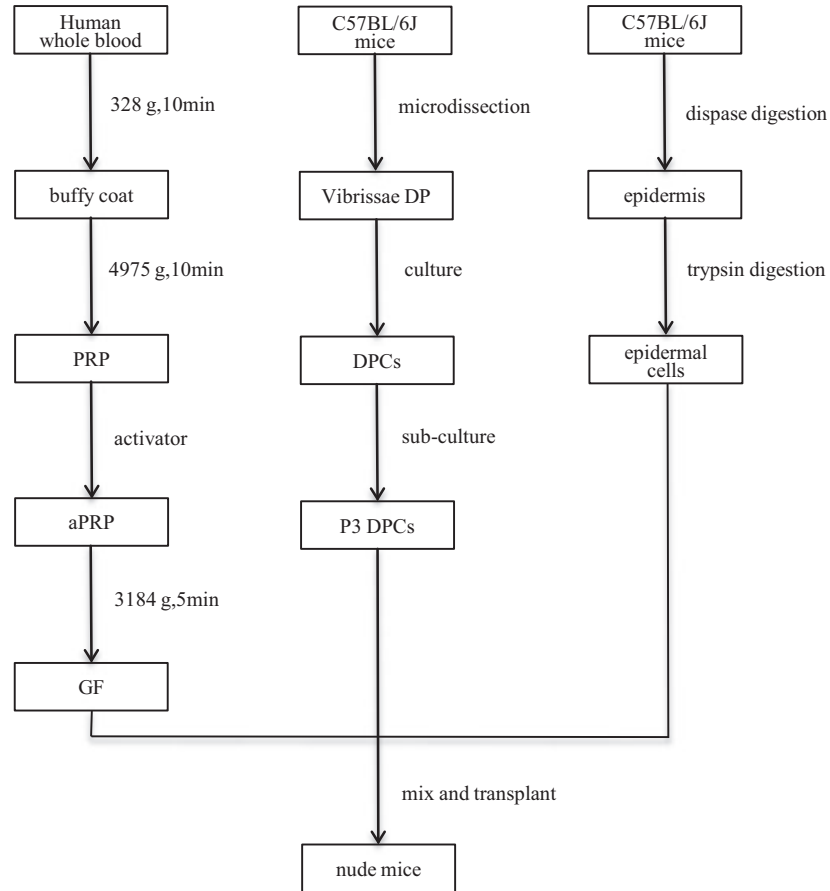 Human
whole blood
328 g,10min
buffy coat
4975 g,10min
PRP
activator
aPRP
3184 g,5min
GF
C57BL/6J
mice
microdissection
Vibrissae DP
culture
DPCs
sub-culture
P3 DPCs
C57BL/6J
mice
dispase digestion
epidermis
trypsin digestion
epidermal
cells
mix and transplant
nude mice